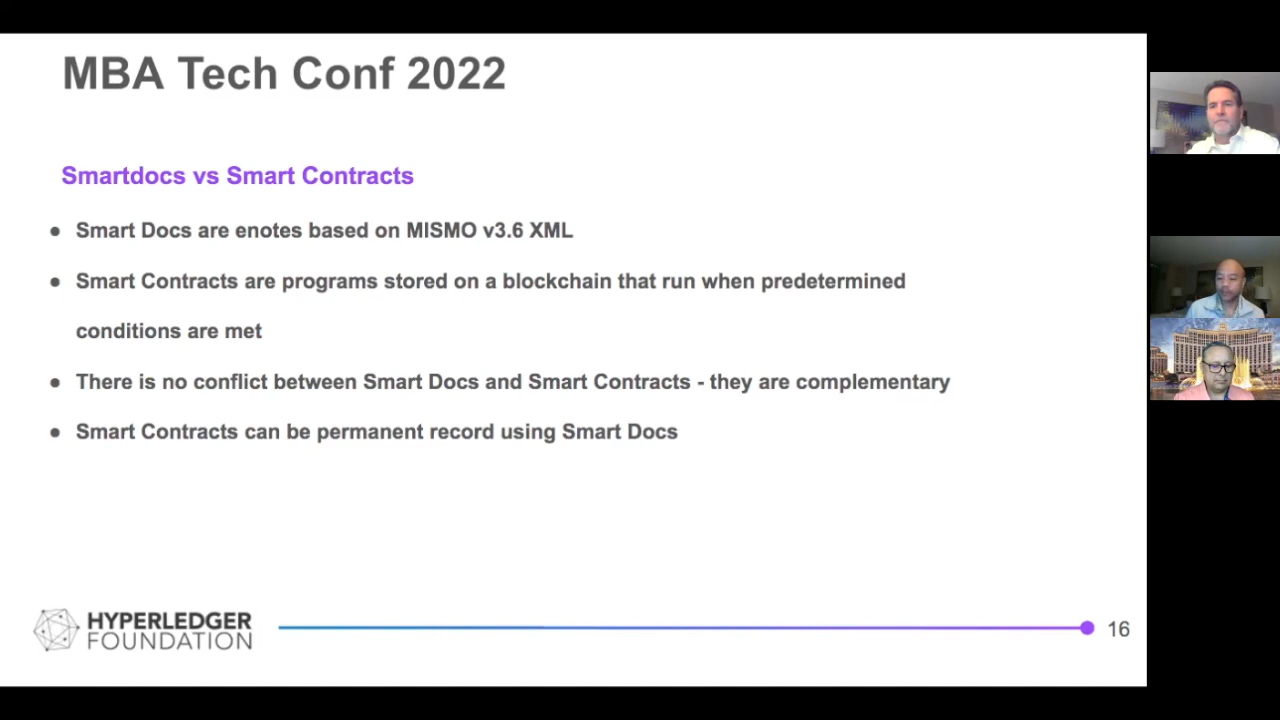 MBA Tech Conf 2022
Smartdocs vs Smart Contracts
● Smart Docs are enotes based on MISMO v3.6 XML
● Smart Contracts are programs stored on a blockchain that run when predetermined
conditions are met
● There is no conflict between Smart Docs and Smart Contracts - they are complementary
● Smart Contracts can be permanent record using Smart Docs
HYPERLEDGER
FOUNDATION
16